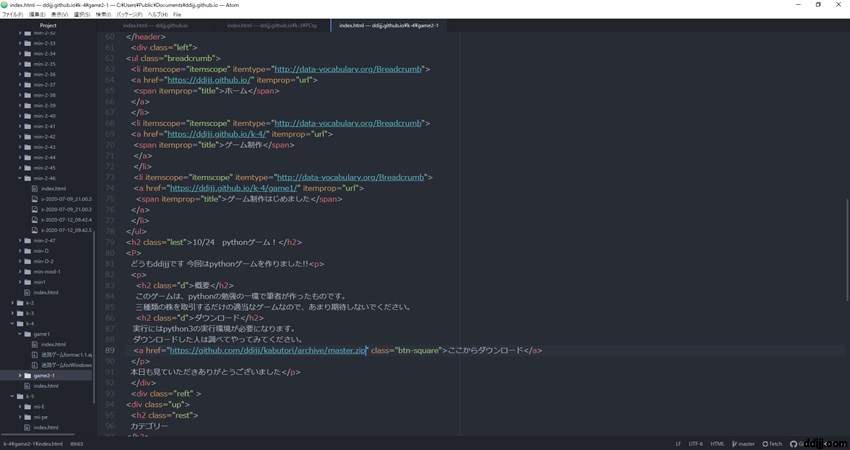 index.html — ddijj.github.io¥k-4¥game2-1 — C:¥Users¥Public¥Documents¥ddijj.github.io — Atom
ファイル(F) 編集(E) 表示(V) 選択(S) 検索(I) パッケージ(P) ヘルプ(H) File
Project
index.html — ddijj.github.io
index.html — ddijj.github.io¥k-4¥game2-1
min-2-33
min-2-34
min-2-35
min-2-36
min-2-37
min-2-38
min-2-39
min-2-40
min-2-41
min-2-42
min-2-43
min-2-44
min-2-45
min-2-46
index.html
s-2020-07-09_21.00.3
s-2020-07-09_21.00.3
s-2020-07-12_09.42.4
s-2020-07-12_09.42.5
min-2-47
min-D
min-D-2
min-mod-1
min1
index.html
k-2
k-3
k-4
game1
index.html
迷路ゲームformac1.1.a
迷路ゲームforWindows
game2-1
index.html
k-5
mi-E
mi-pe
index.html
60 </header>
61 <div class="left">
62 <ul class="breadcrumb">
63 <li itemscope="itemscope" itemtype="http://data-vocabulary.org/Breadcrumb">
64 <a href="https://ddijj.github.io/" itemprop="url">
65 <span itemprop="title">ホーム</span>
66 </a>
67 </li>
68 <li itemscope="itemscope" itemtype="http://data-vocabulary.org/Breadcrumb">
69 <a href="https://ddijj.github.io/k-4/" itemprop="url">
70 <span itemprop="title">ゲーム制作</span>
71 </a>
72 </li>
73 <li itemscope="itemscope" itemtype="http://data-vocabulary.org/Breadcrumb">
74 <a href="https://ddijj.github.io/k-4/game1/" itemprop="url">
75 <span itemprop="title">ゲーム制作はじめました</span>
76 </a>
77 </li>
78 </ul>
79 <h2 class="lest">10/24 pythonゲーム！</h2>
80 <P>
81 どうもddijjです 今回はpythonゲームを作りました!!<p>
82 <p>
83 <h2 class="d">概要</h2>
84 このゲームは、pythonの勉強の一環で筆者が作ったものです。
85 三種類の株を取引するだけの適当なゲームなので、あまり期待しないでください。
86 <h2 class="d">ダウンロード</h2>
87 実行にはpython3の実行環境が必要になります。
88 ダウンロードした人は調べてやってみてください。
89 <a href="https://github.com/ddijj/kabutori/archive/master.zip" class="btn-square">ここからダウンロード</a>
90 </p>
91 本日も見ていただきありがとうございました</p>
92 </div>
93 <div class="reft" >
94 <div class="up">
95 <h2 class="rest">
96 カテゴリー
97 </h2>
k-4¥game2-1¥index.html 89:63
LF UTF-8 HTML master Fetch
ddijj.com